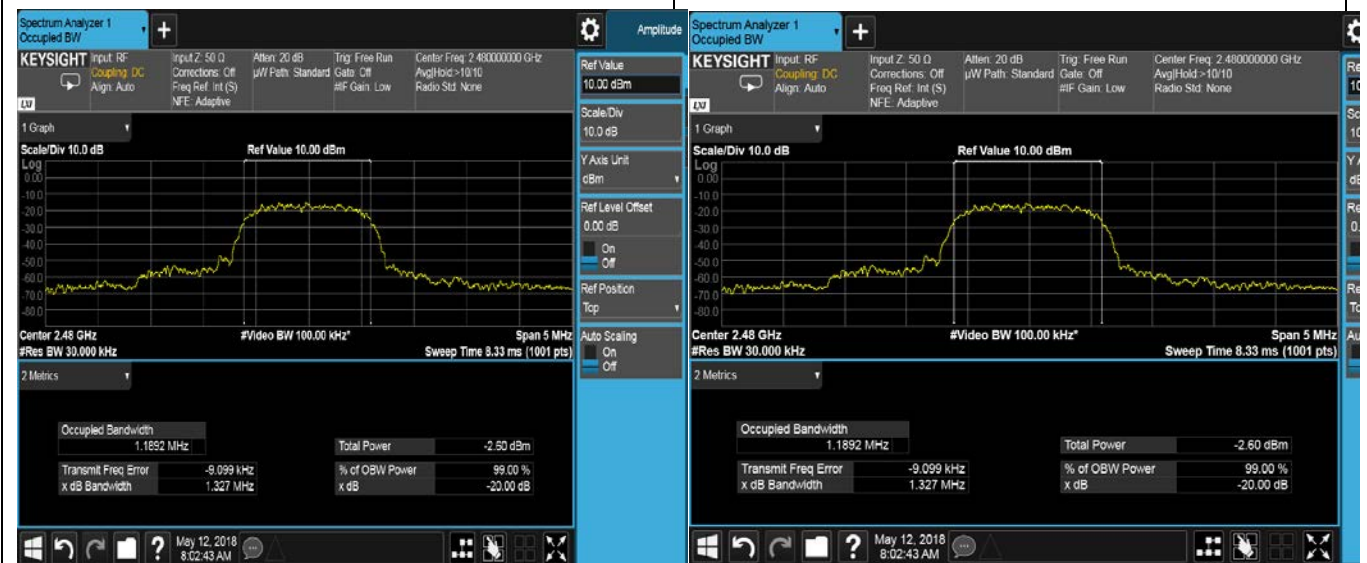 Spectrum Analyzer 1
Occupied BW
+
Amplitude
KEYSIGHT
LXI
Input: RF
Coupling: DC
Align: Auto
Input Z: 50 Ω
Corrections: Off
Freq Ref: Int (S)
NFE: Adaptive
Atten: 20 dB
µW Path: Standard
Trig: Free Run
Gate: Off
#IF Gain: Low
Center Freq: 2.480000000 GHz
Avg|Hold:>10/10
Radio Std: None
Ref Value
10.00 dBm
Scale/Div
10.0 dB
Y Axis Unit
dBm
Ref Level Offset
0.00 dB
On
Off
Ref Position
Top
Auto Scaling
On
Off
1 Graph
Scale/Div 10.0 dB
Ref Value 10.00 dBm
Log
0.00
-10.0
-20.0
-30.0
-40.0
-50.0
-60.0
-70.0
-80.0
Center 2.48 GHz
#Video BW 100.00 kHz*
Span 5 MHz
#Res BW 30.000 kHz
Sweep Time 8.33 ms (1001 pts)
2 Metrics
Occupied Bandwidth
1.1892 MHz
Total Power -2.60 dBm
Transmit Freq Error -9.099 kHz
% of OBW Power 99.00 %
x dB Bandwidth 1.327 MHz
x dB -20.00 dB
?
May 12, 2018
8:02:43 AM
Spectrum Analyzer 1
Occupied BW
+
KEYSIGHT
LXI
Input: RF
Coupling: DC
Align: Auto
Input Z: 50 Ω
Corrections: Off
Freq Ref: Int (S)
NFE: Adaptive
Atten: 20 dB
µW Path: Standard
Trig: Free Run
Gate: Off
#IF Gain: Low
Center Freq: 2.480000000 GHz
Avg|Hold:>10/10
Radio Std: None
1 Graph
Scale/Div 10.0 dB
Ref Value 10.00 dBm
Log
0.00
-10.0
-20.0
-30.0
-40.0
-50.0
-60.0
-70.0
-80.0
Center 2.48 GHz
#Video BW 100.00 kHz*
Span 5 MHz
#Res BW 30.000 kHz
Sweep Time 8.33 ms (1001 pts)
2 Metrics
Occupied Bandwidth
1.1892 MHz
Total Power -2.60 dBm
Transmit Freq Error -9.099 kHz
% of OBW Power 99.00 %
x dB Bandwidth 1.327 MHz
x dB -20.00 dB
?
May 12, 2018
8:02:43 AM